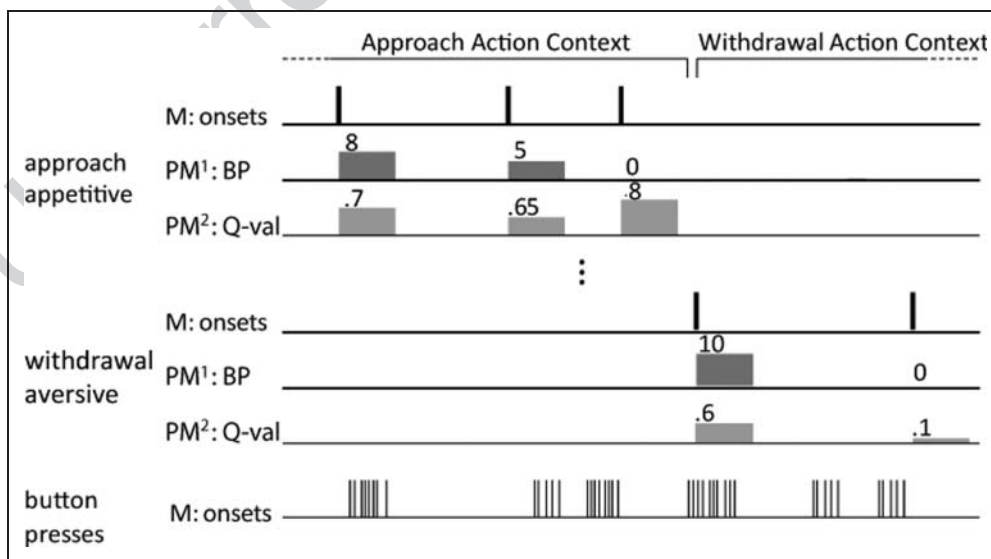 Approach Action Context
Withdrawal Action Context
M: onsets
approach appetitive
8
5
0
PM¹: BP
.7
.65
.8
PM²: Q-val
⋮
M: onsets
withdrawal aversive
10
0
PM¹: BP
.6
.1
PM²: Q-val
button presses
M: onsets